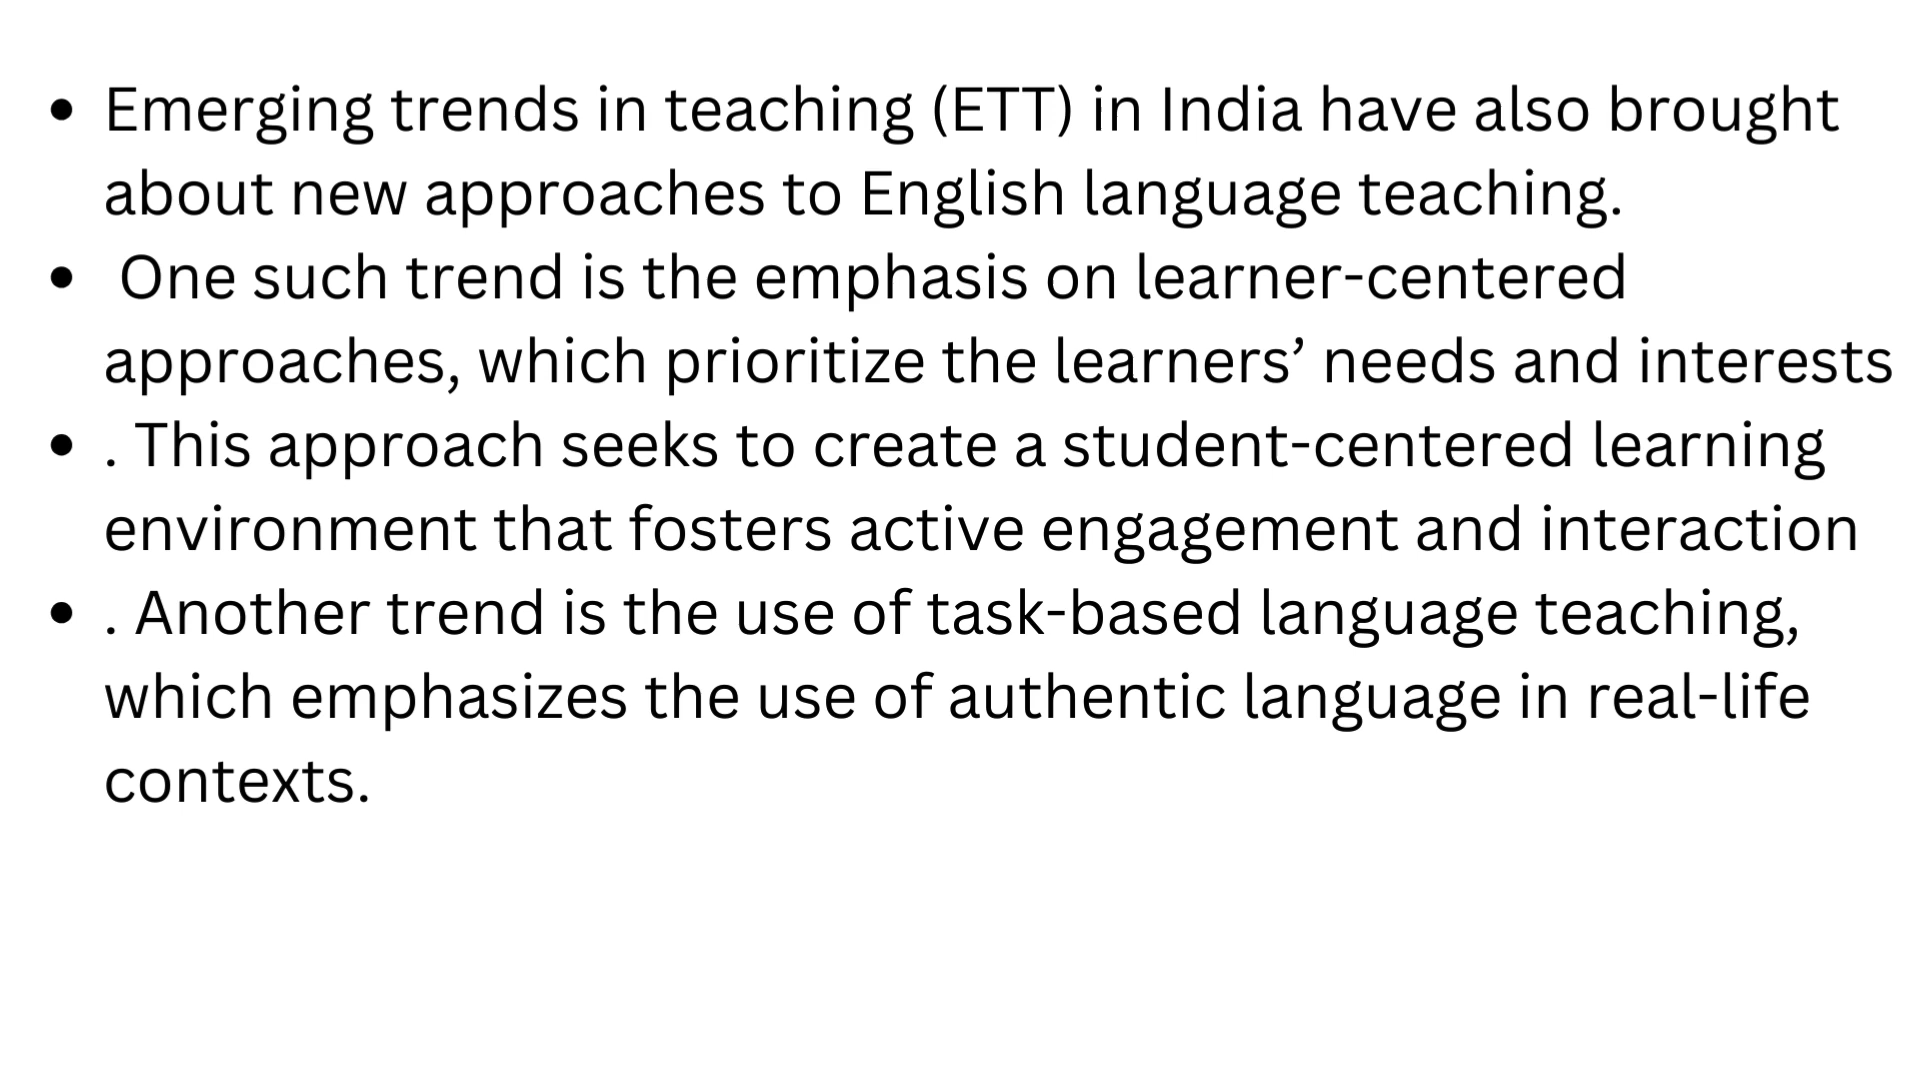 • Emerging trends in teaching (ETT) in India have also brought
about new approaches to English language teaching.
• One such trend is the emphasis on learner-centered
approaches, which prioritize the learners’ needs and interests
• . This approach seeks to create a student-centered learning
environment that fosters active engagement and interaction
• . Another trend is the use of task-based language teaching,
which emphasizes the use of authentic language in real-life
contexts.